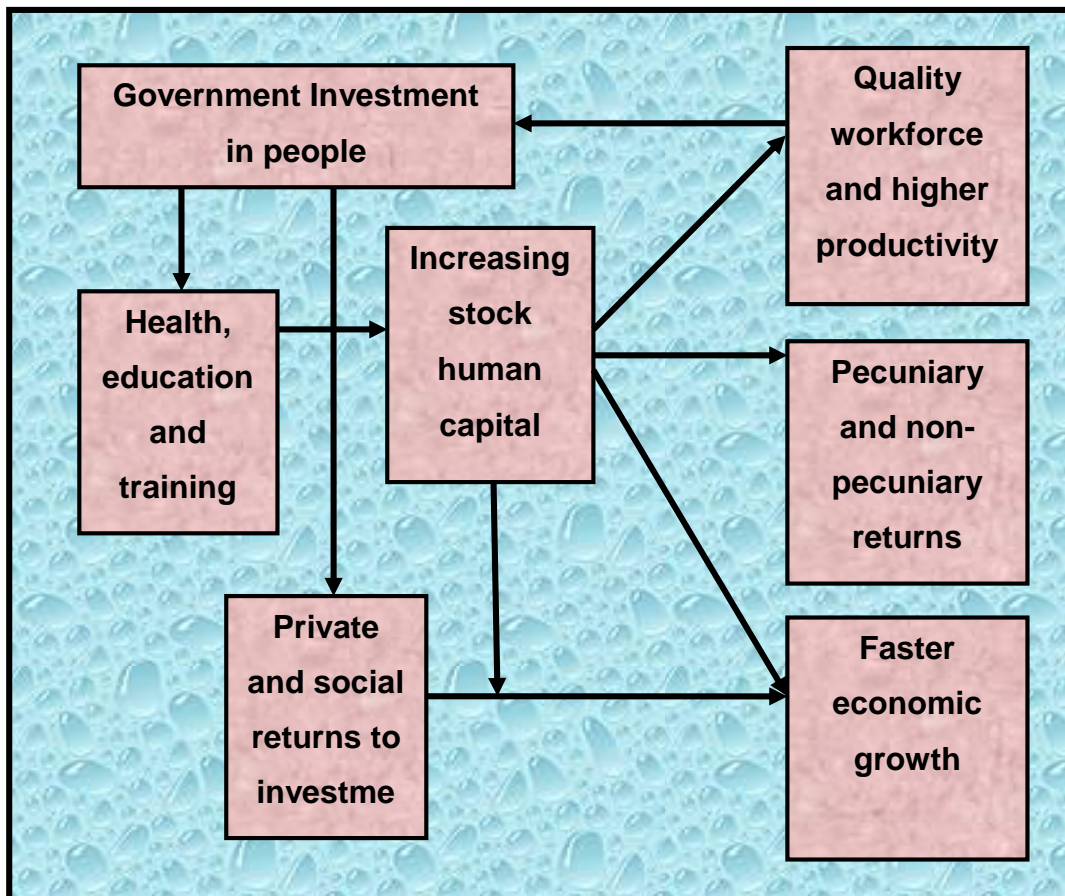 Government Investment
in people
Quality
workforce
and higher
productivity
Increasing
stock
human
capital
Health,
education
and
training
Pecuniary
and non-
pecuniary
returns
Private
and social
returns to
investme
Faster
economic
growth